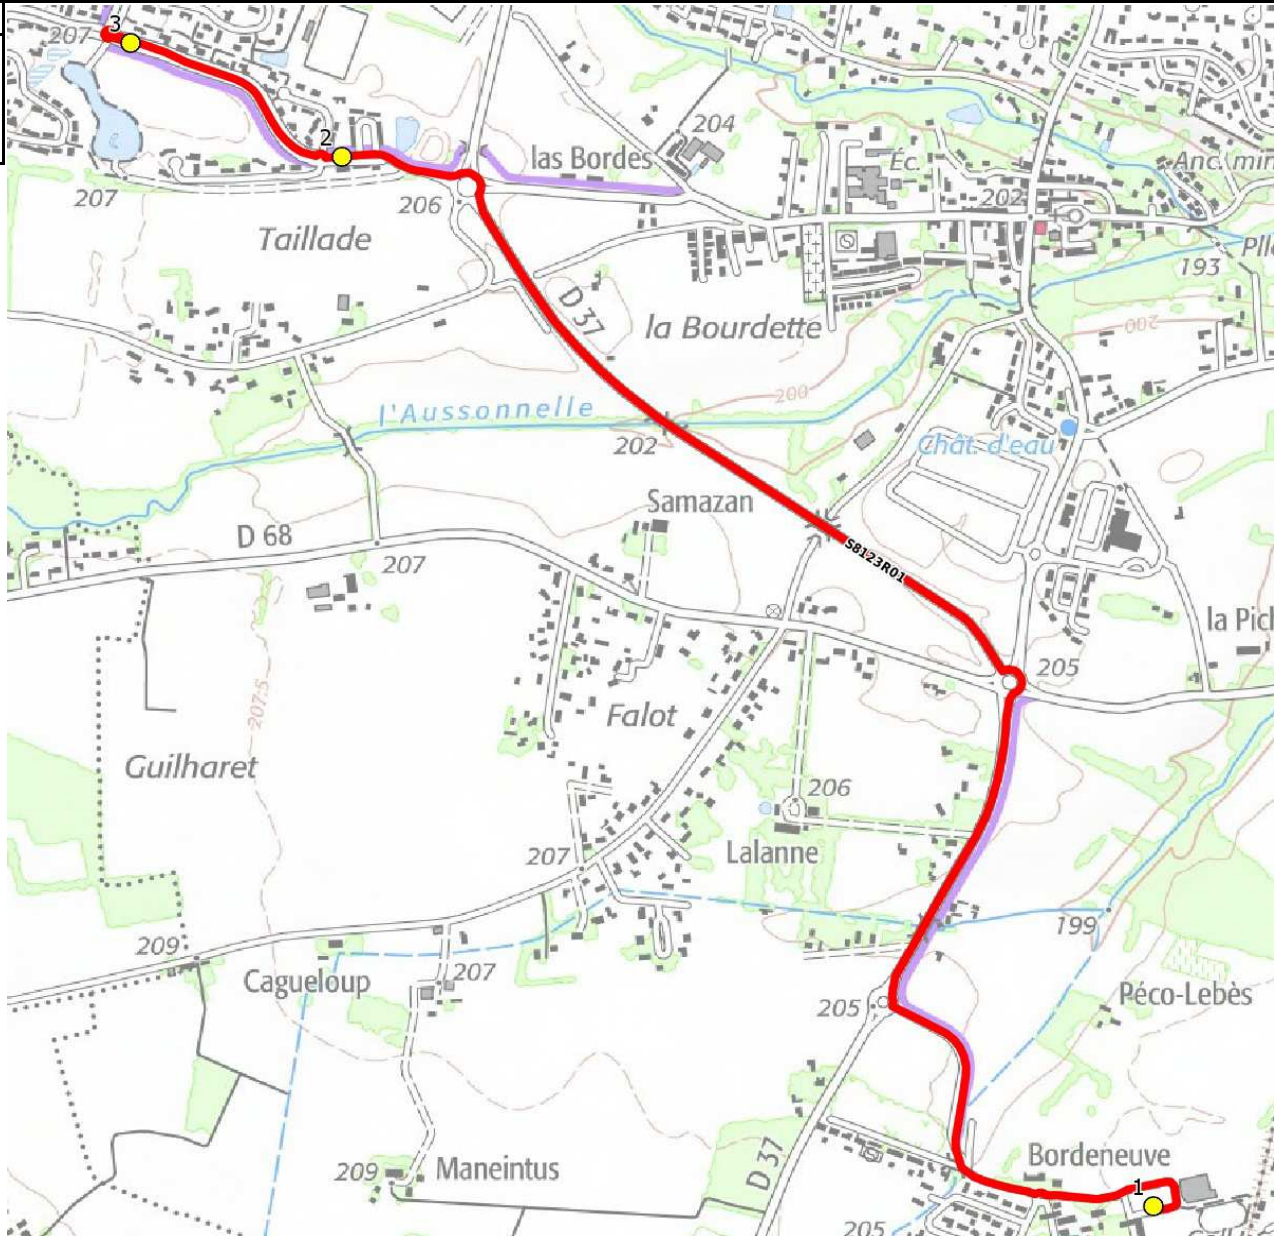 3
207
2
las Bordes
204
Éc.
Anc. min
202
207
206
Taillade
193
D 37
la Bourdette
200
200
l'Aussonnelle
202
Chât. d'eau
Samazan
D 68
207
S8123R01
la Pich
205
207.5
Falot
Guilharet
206
207
Lalanne
199
209
Cagueloup
207
205
Péco-Lebès
D 37
209
Maneintus
Bordeneuve
1
205